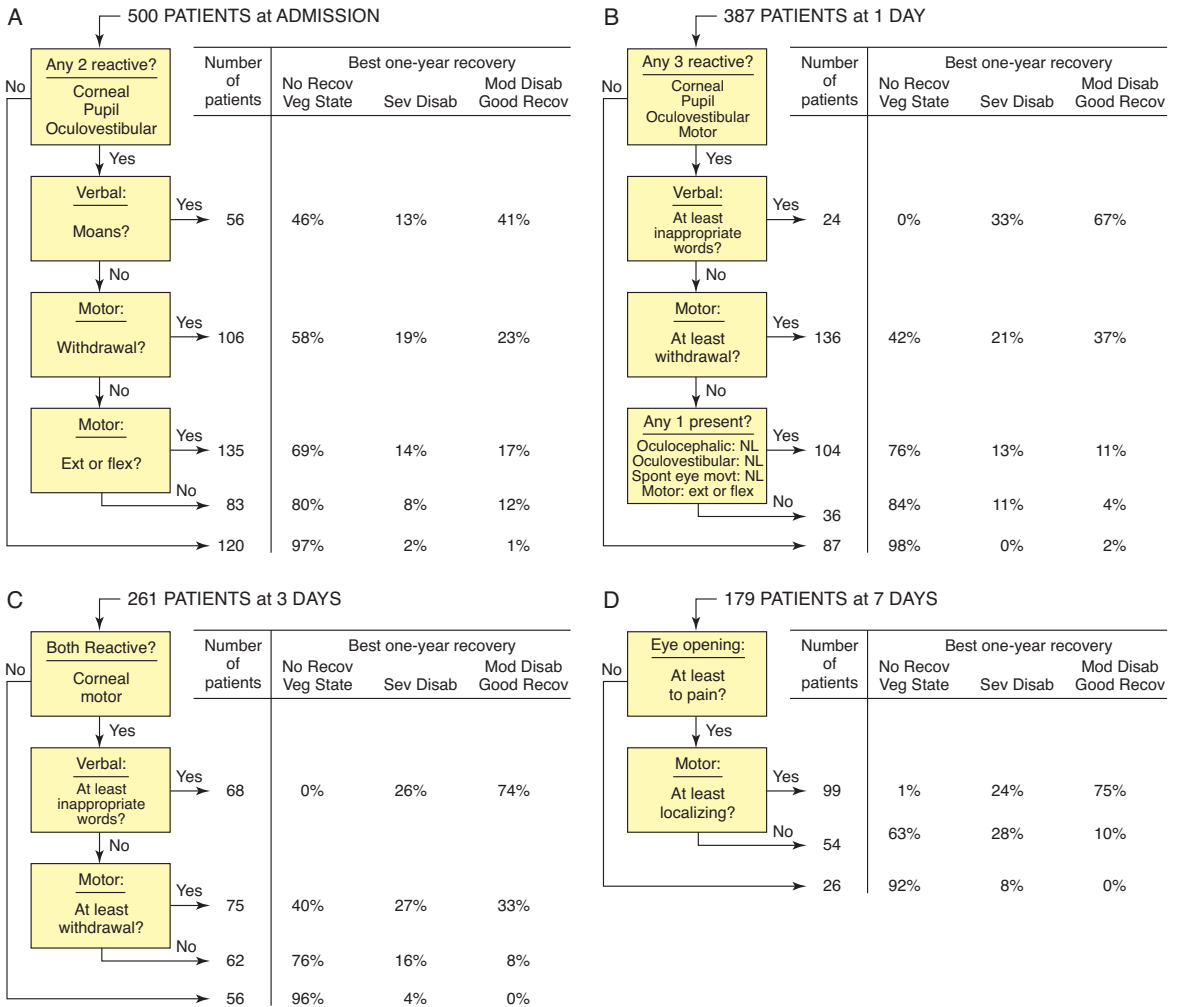 A
500 PATIENTS at ADMISSION
No
Any 2 reactive?
Corneal
Pupil
Oculovestibular
Yes
Verbal:
Moans?
Yes
No
Motor:
Withdrawal?
Yes
No
Motor:
Ext or flex?
Yes
No
Number
of
patients
Best one-year recovery
No Recov
Veg State
Sev Disab
Mod Disab
Good Recov
56 46% 13% 41%
106 58% 19% 23%
135 69% 14% 17%
83 80% 8% 12%
120 97% 2% 1%
B
387 PATIENTS at 1 DAY
No
Any 3 reactive?
Corneal
Pupil
Oculovestibular
Motor
Yes
Verbal:
At least
inappropriate
words?
Yes
No
Motor:
At least
withdrawal?
Yes
No
Any 1 present?
Oculocephalic: NL
Oculovestibular: NL
Spont eye movt: NL
Motor: ext or flex
Yes
No
Number
of
patients
Best one-year recovery
No Recov
Veg State
Sev Disab
Mod Disab
Good Recov
24 0% 33% 67%
136 42% 21% 37%
104 76% 13% 11%
36 84% 11% 4%
87 98% 0% 2%
C
261 PATIENTS at 3 DAYS
No
Both Reactive?
Corneal
motor
Yes
Verbal:
At least
inappropriate
words?
Yes
No
Motor:
At least
withdrawal?
Yes
No
Number
of
patients
Best one-year recovery
No Recov
Veg State
Sev Disab
Mod Disab
Good Recov
68 0% 26% 74%
75 40% 27% 33%
62 76% 16% 8%
56 96% 4% 0%
D
179 PATIENTS at 7 DAYS
No
Eye opening:
At least
to pain?
Yes
Motor:
At least
localizing?
Yes
No
Number
of
patients
Best one-year recovery
No Recov
Veg State
Sev Disab
Mod Disab
Good Recov
99 1% 24% 75%
54 63% 28% 10%
26 92% 8% 0%